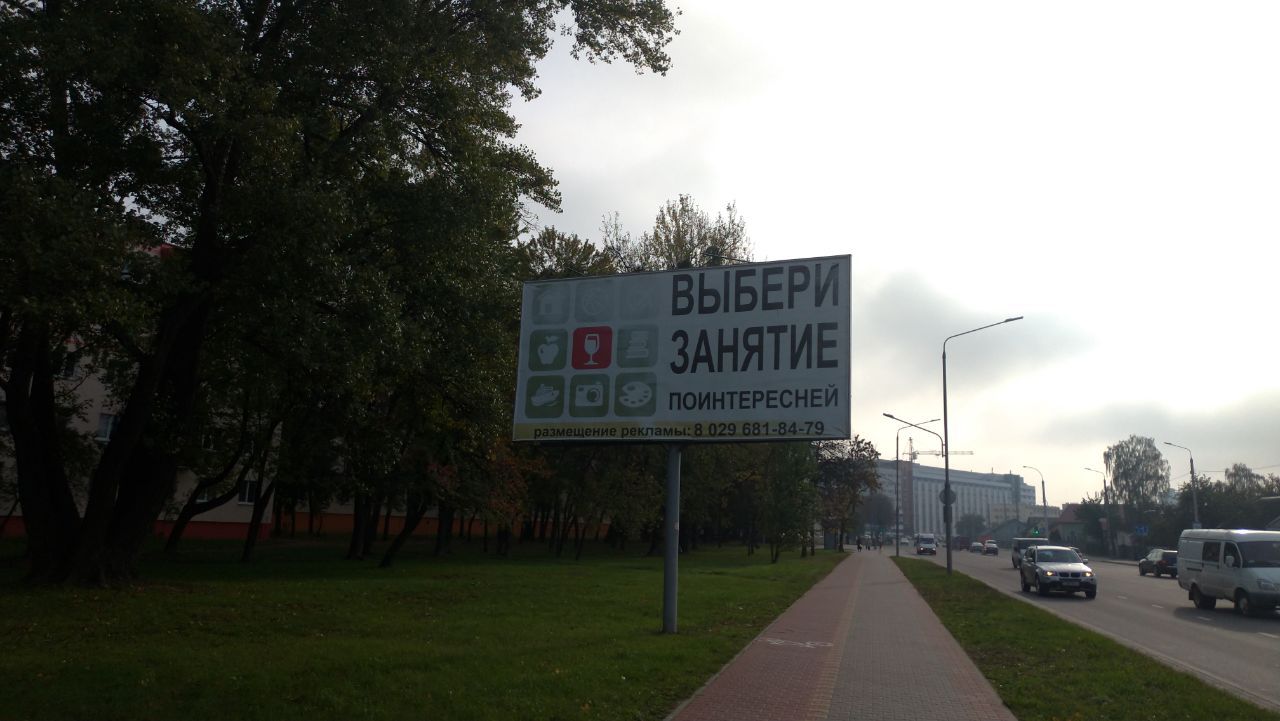 ВЫБЕРИ
ЗАНЯТИЕ
ПОИНТЕРЕСНЕЙ
размещение рекламы: 8 029 681-84-79